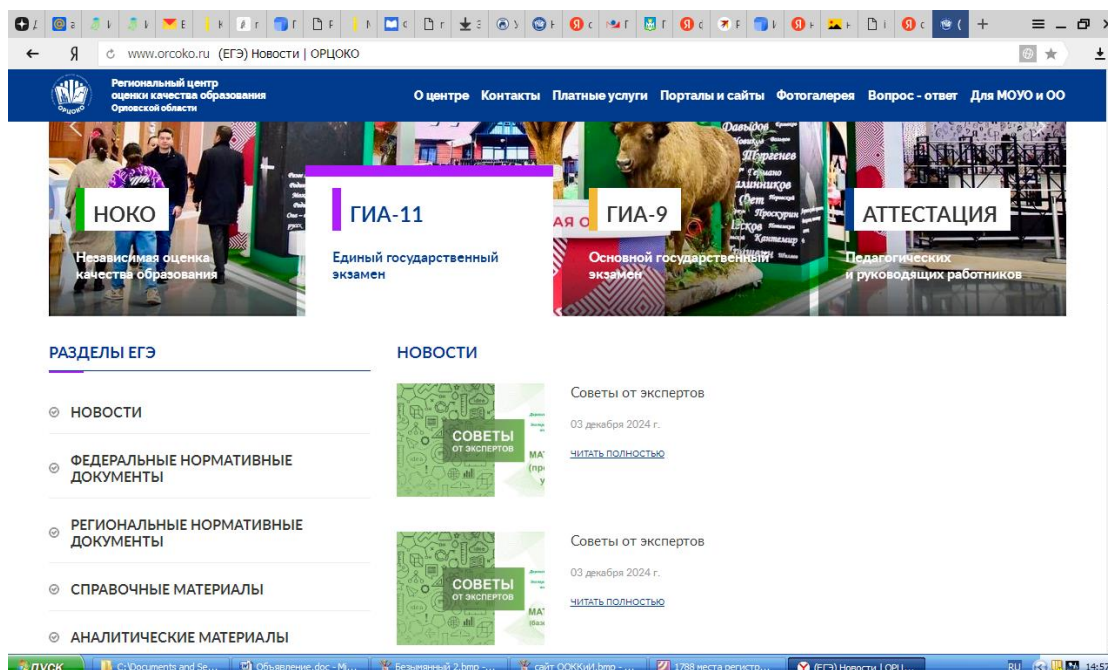 www.orcoko.ru (ЕГЭ) Новости | ОРЦОКО
ОРЦОКО
Региональный центр
оценки качества образования
Орловской области
О центре Контакты Платные услуги Порталы и сайты Фотогалерея Вопрос - ответ Для МОУО и ОО
Давыдов
Тургенев
НОКО
Независимая оценка
качества образования
ГИА-11
Единый государственный
экзамен
ГИА-9
Основной государственный
экзамен
АТТЕСТАЦИЯ
Педагогических
и руководящих работников
РАЗДЕЛЫ ЕГЭ
НОВОСТИ
ФЕДЕРАЛЬНЫЕ НОРМАТИВНЫЕ
ДОКУМЕНТЫ
РЕГИОНАЛЬНЫЕ НОРМАТИВНЫЕ
ДОКУМЕНТЫ
СПРАВОЧНЫЕ МАТЕРИАЛЫ
АНАЛИТИЧЕСКИЕ МАТЕРИАЛЫ
НОВОСТИ
СОВЕТЫ
ОТ ЭКСПЕРТОВ
Советы от экспертов
03 декабря 2024 г.
ЧИТАТЬ ПОЛНОСТЬЮ
СОВЕТЫ
ОТ ЭКСПЕРТОВ
Советы от экспертов
03 декабря 2024 г.
ЧИТАТЬ ПОЛНОСТЬЮ
пуск C:\Documents and Se... Объявление.doc - Mi... Безымянный 2.bmp -... сайт ООККиИ.bmp - ... 1788 места регистр... (ЕГЭ) Новости | ОРЦ... RU